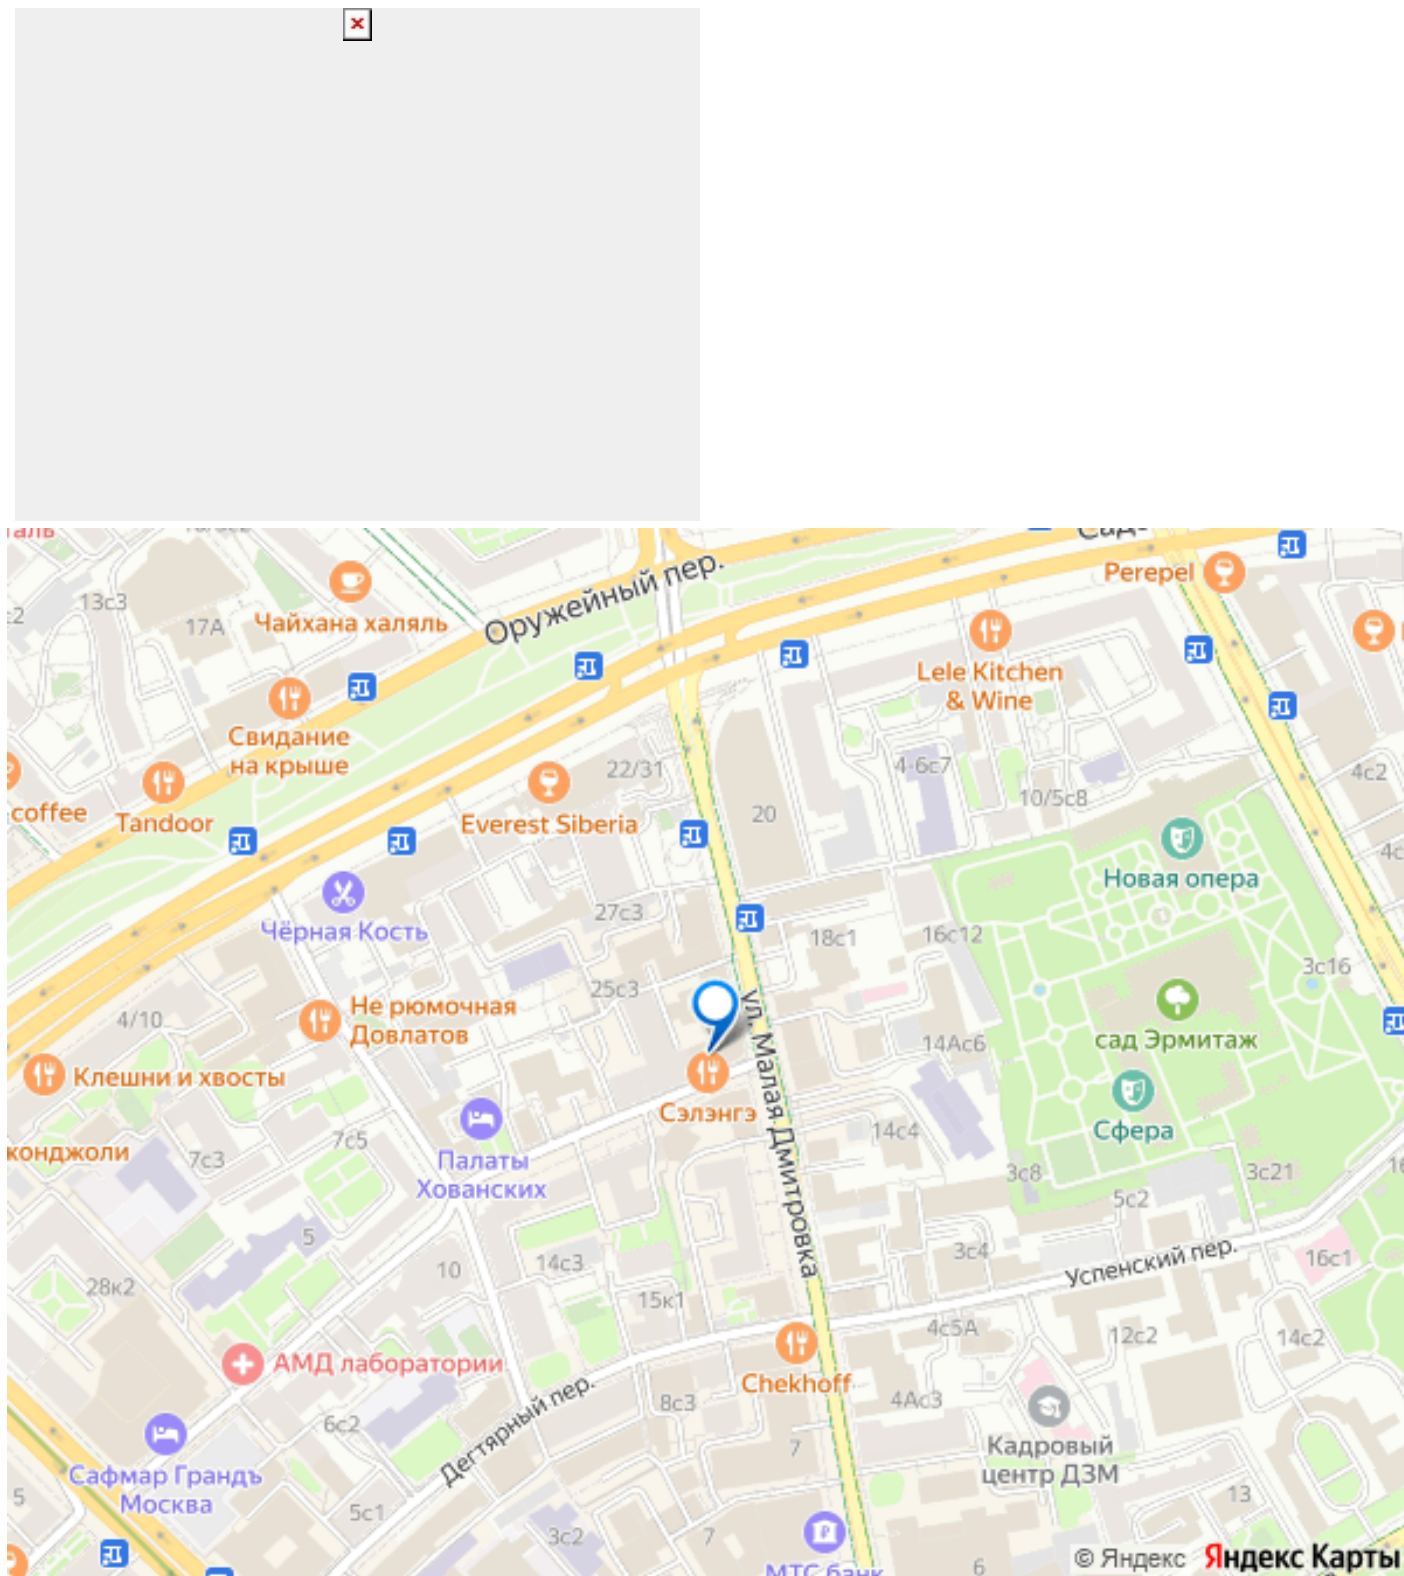 Сад-
Perepel
Оружейный пер.
13с3
17А
Чайхана халяль
Lele Kitchen
& Wine
Свидание
на крыше
22/31
4-6с7
4с2
coffee
Tandoor
Everest Siberia
20
10/5с8
Новая опера
Чёрная Кость
27с3
18с1
16с12
3с16
25с3
Не рюмочная
Довлатов
4/10
ул. Малая Дмитровка
14Ас6
сад Эрмитаж
Клешни и хвосты
Сэлэнгэ
Сфера
14с4
7с5
7с3
конджоли
Палаты
Хованских
3с8
3с21
5с2
5
14с3
3с4
Успенский пер.
16с1
10
28к2
15к1
4с5А
12с2
14с2
АМД лаборатории
Chekhoff
8с3
4Ас3
Дегтярный пер.
6с2
Кадровый
центр ДЗМ
7
Сафмар Грандъ
Москва
5
13
5с1
3с2
7
МТС банк
6
© Яндекс Яндекс Карты